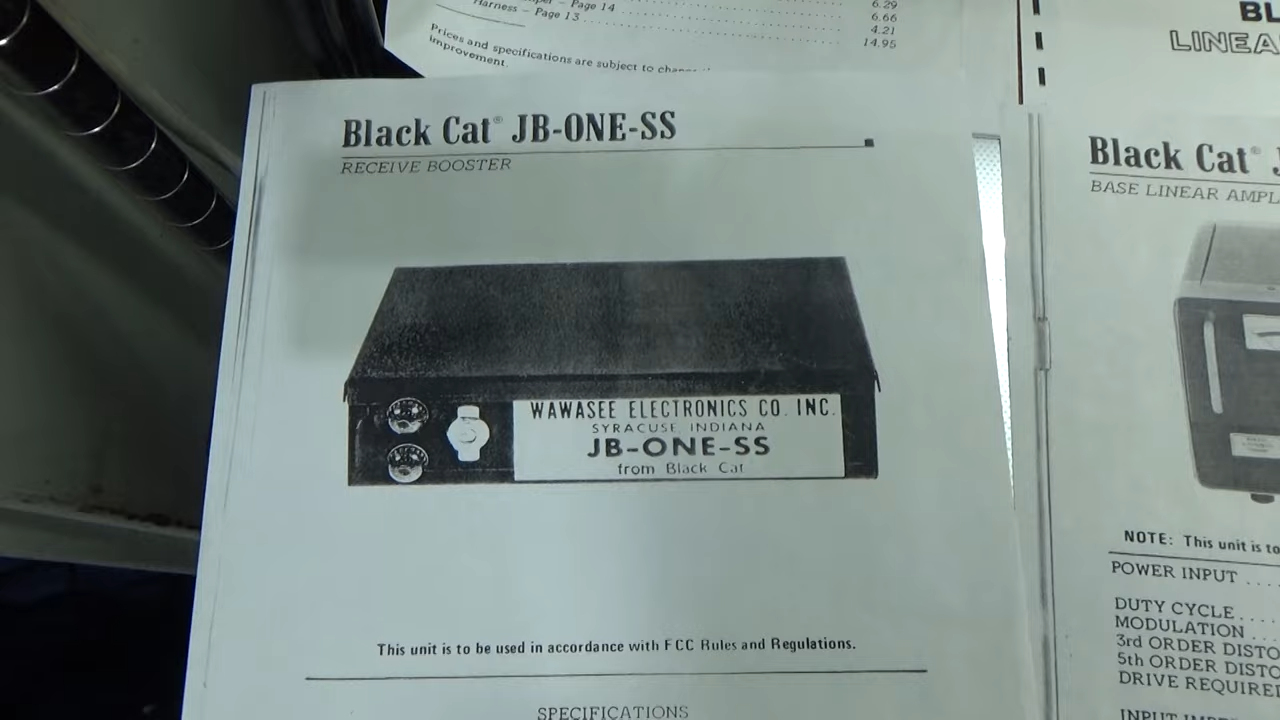 - Page 14
Harness - Page 13
6.29
6.66
4.21
14.95
Prices and specifications are subject to
improvement.
BL
LINEA
Black Cat® JB-ONE-SS
RECEIVE BOOSTER
WAWASEE ELECTRONICS CO. INC.
SYRACUSE, INDIANA
JB-ONE-SS
from Black Cat
This unit is to be used in accordance with FCC Rules and Regulations.
SPECIFICATIONS
Black Cat® J
BASE LINEAR AMPL
NOTE: This unit is to
POWER INPUT ....
DUTY CYCLE....
MODULATION ...
3rd ORDER DISTO
5th ORDER DISTO
DRIVE REQUIRED